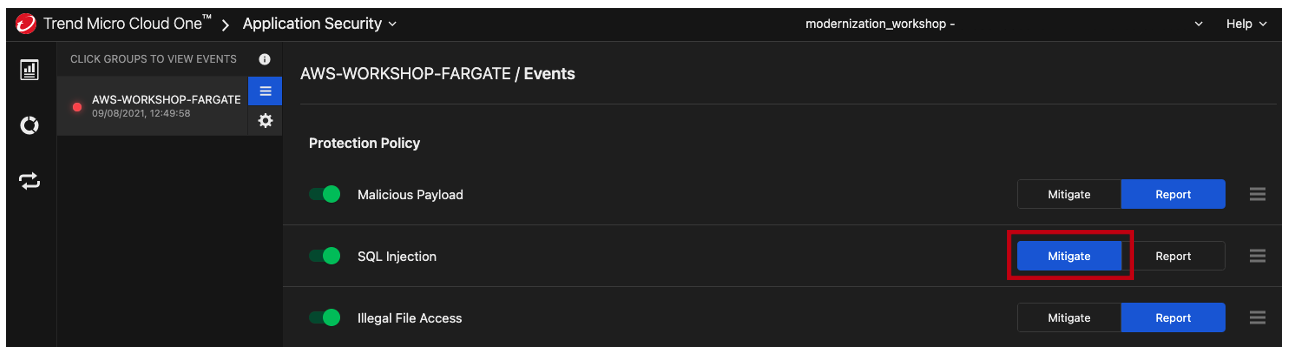 Trend Micro Cloud One™ > Application Security
modernization_workshop -
Help
CLICK GROUPS TO VIEW EVENTS
AWS-WORKSHOP-FARGATE
09/08/2021, 12:49:58
AWS-WORKSHOP-FARGATE / Events
Protection Policy
Malicious Payload Mitigate Report
SQL Injection Mitigate Report
Illegal File Access Mitigate Report